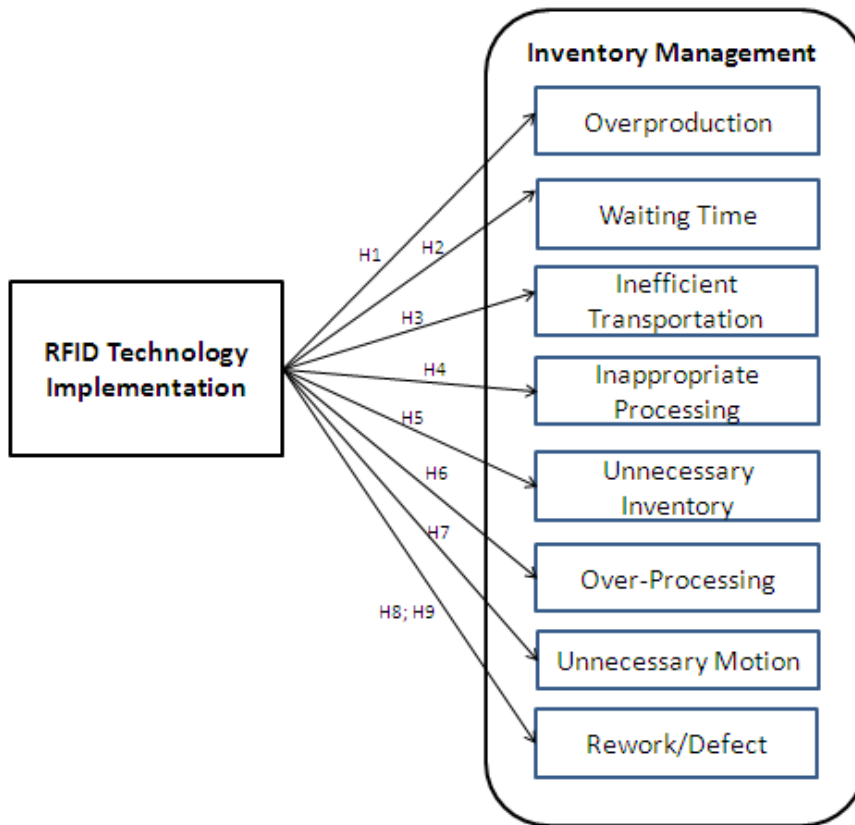 Inventory Management
Overproduction
Waiting Time
Inefficient
Transportation
Inappropriate
Processing
Unnecessary
Inventory
Over-Processing
Unnecessary Motion
Rework/Defect
RFID Technology
Implementation
H1
H2
H3
H4
H5
H6
H7
H8; H9